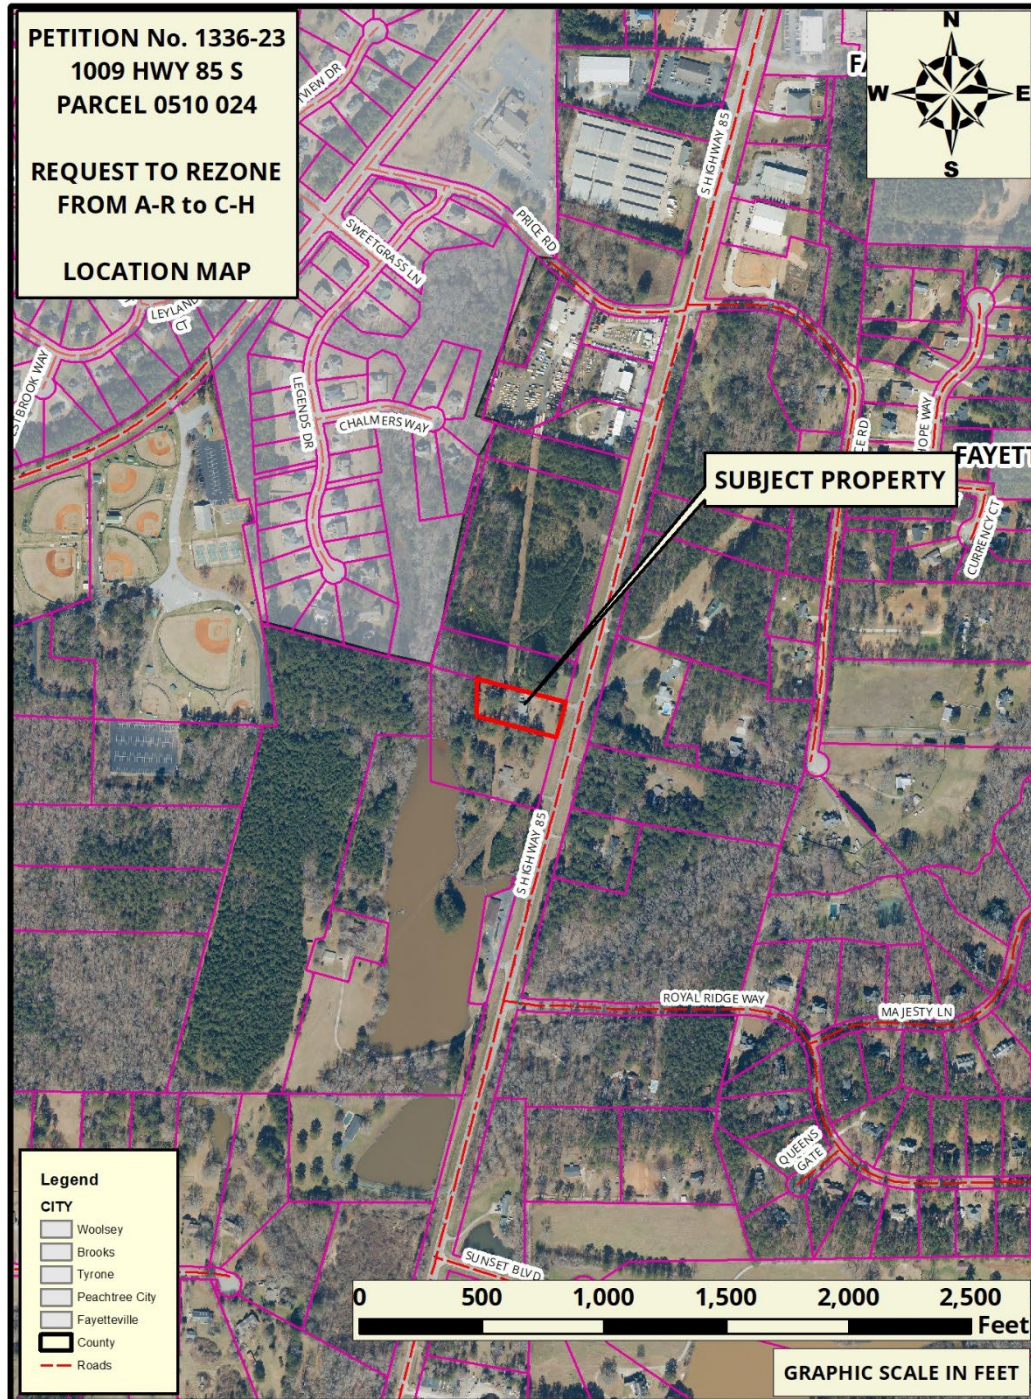 PETITION No. 1336-23
1009 HWY 85 S
PARCEL 0510 024
REQUEST TO REZONE
FROM A-R to C-H
LOCATION MAP
N
W E
S
S HIGHWAY 85
PRICE RD
SWEETGRASS LN
LEYLAND CT
LEGENDS DR
CHALMERS WAY
HOPE WAY
CURRENCY CT
SUBJECT PROPERTY
S HIGHWAY 85
ROYAL RIDGE WAY
MAJESTY LN
QUEENS GATE
SUNSET BLVD
Legend
CITY
Woolsey
Brooks
Tyrone
Peachtree City
Fayetteville
County
Roads
0 500 1,000 1,500 2,000 2,500
Feet
GRAPHIC SCALE IN FEET